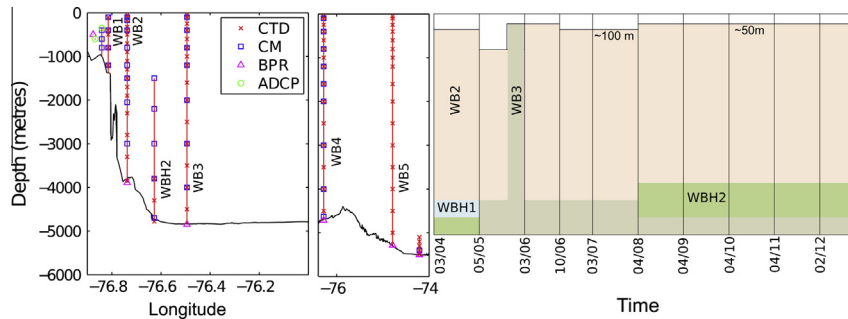 Depth (metres)
0
−1000
−2000
−3000
−4000
−5000
−6000
WB1
WB2
WBH2
WB3
CTD
CM
BPR
ADCP
−76.8
−76.6
−76.4
−76.2
Longitude
WB4
WB5
−76
−74
~100 m
~50m
WB2
WB3
WBH1
WBH2
03/04
05/05
03/06
10/06
03/07
04/08
04/09
04/10
04/11
02/12
Time